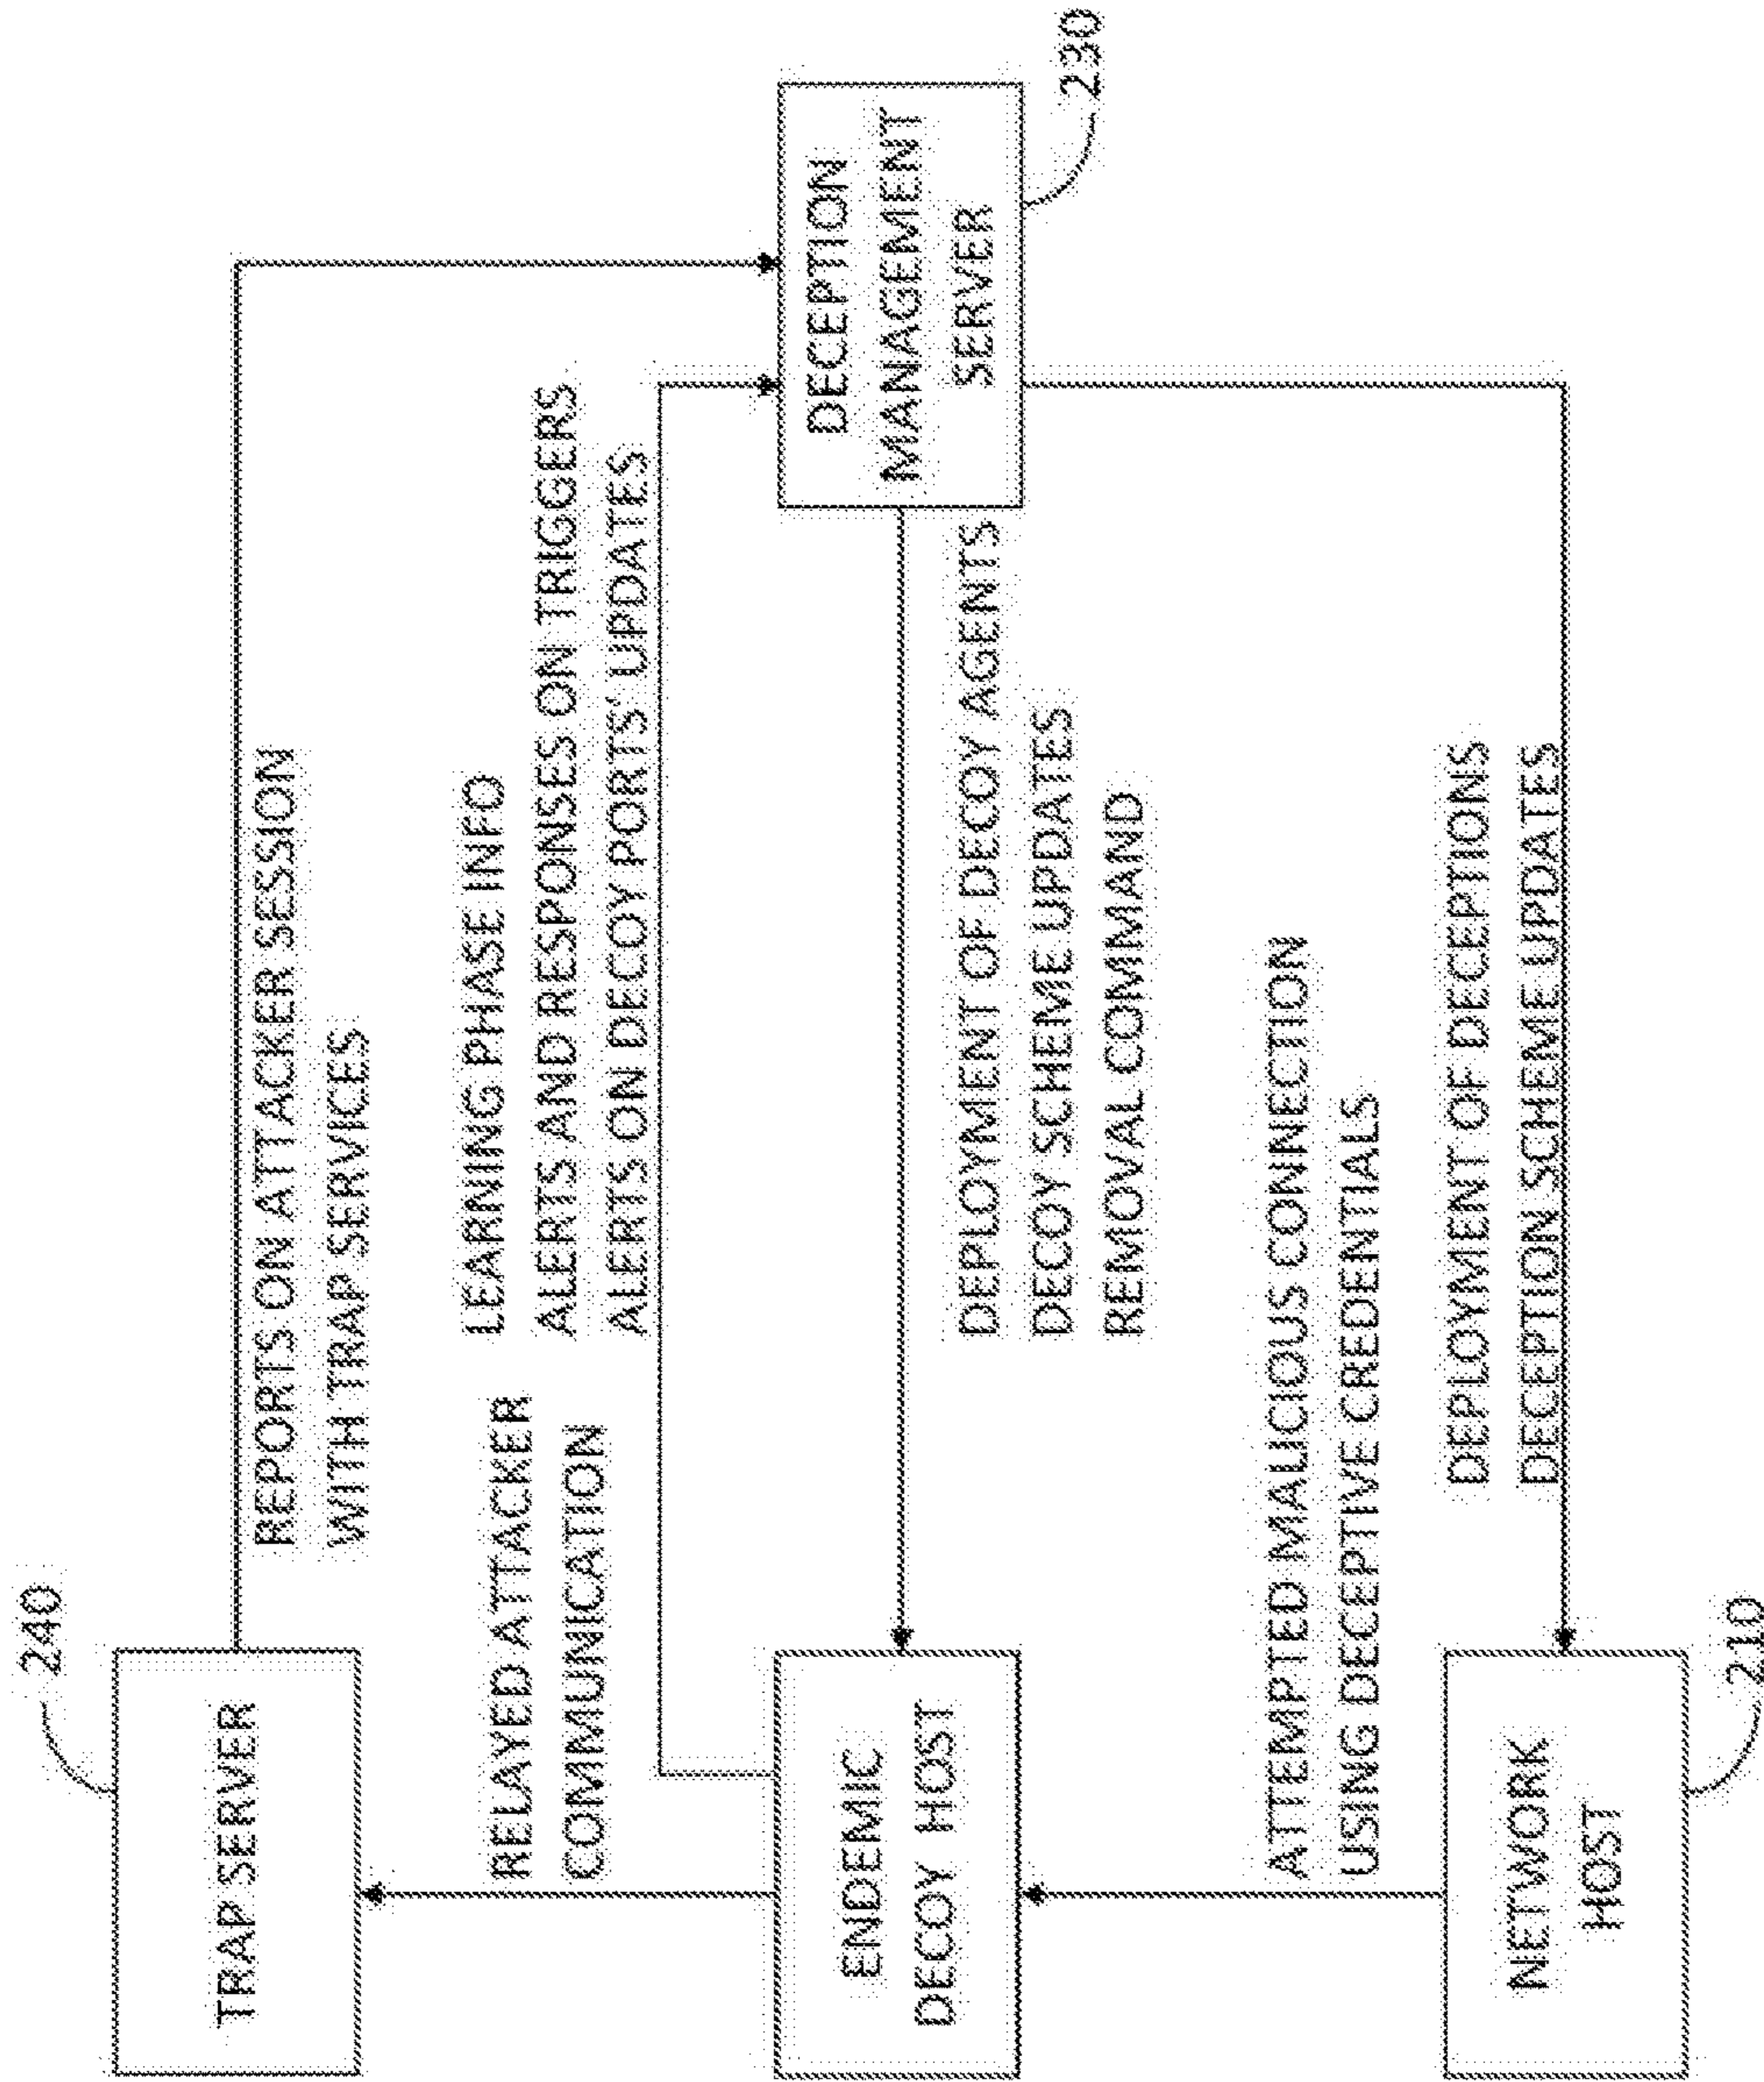 240
TRAP SERVER
REPORTS ON ATTACKER SESSION
WITH TRAP SERVICES
RELAYED ATTACKER
COMMUNICATION
LEARNING PHASE INFO
ALERTS AND RESPONSES ON TRIGGERS
ALERTS ON DECOY PORTS' UPDATES
ENDEMIC
DECOY HOST
DEPLOYMENT OF DECOY AGENTS
DECOY SCHEME UPDATES
REMOVAL COMMAND
DECEPTION
MANAGEMENT
SERVER
230
ATTEMPTED MALICIOUS CONNECTION
USING DECEPTIVE CREDENTIALS
DEPLOYMENT OF DECEPTIONS
DECEPTION SCHEME UPDATES
NETWORK
HOST
210